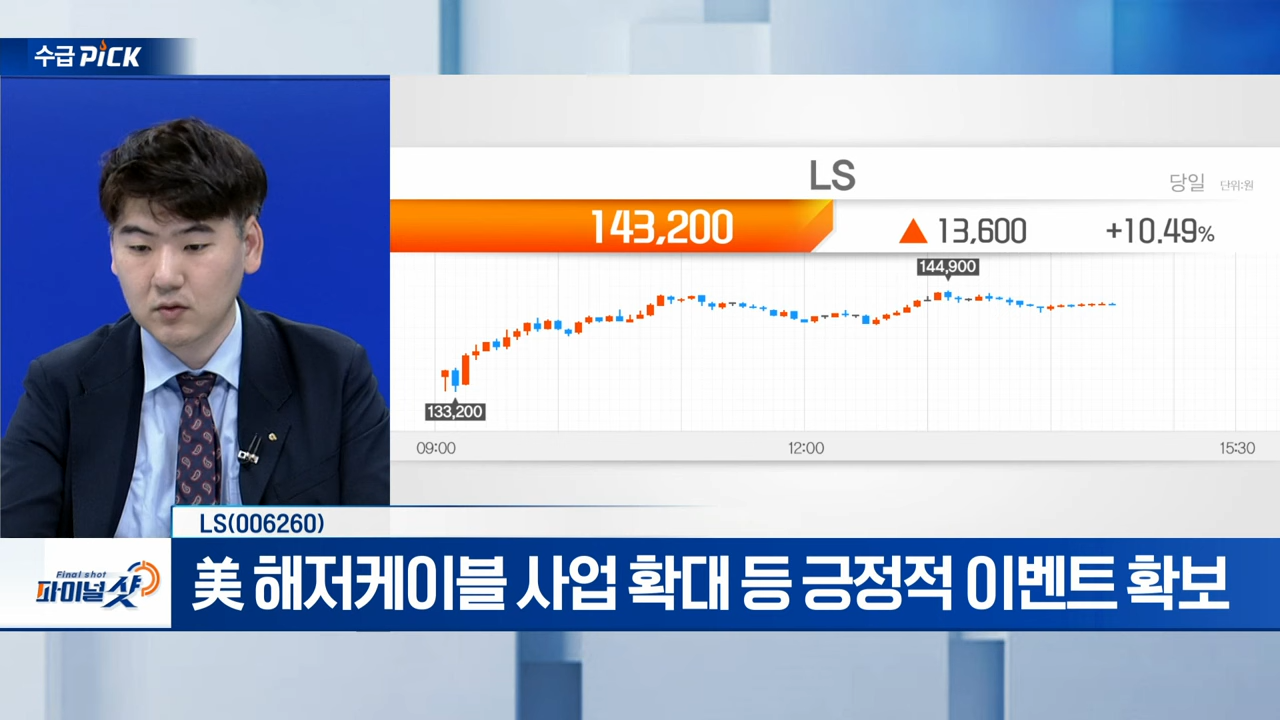 수급 PiCK
LS
당일 단위:원
143,200 ▲ 13,600 +10.49%
144,900
133,200
09:00 12:00 15:30
LS(006260)
Final shot
파이널샷
美 해저케이블 사업 확대 등 긍정적 이벤트 확보